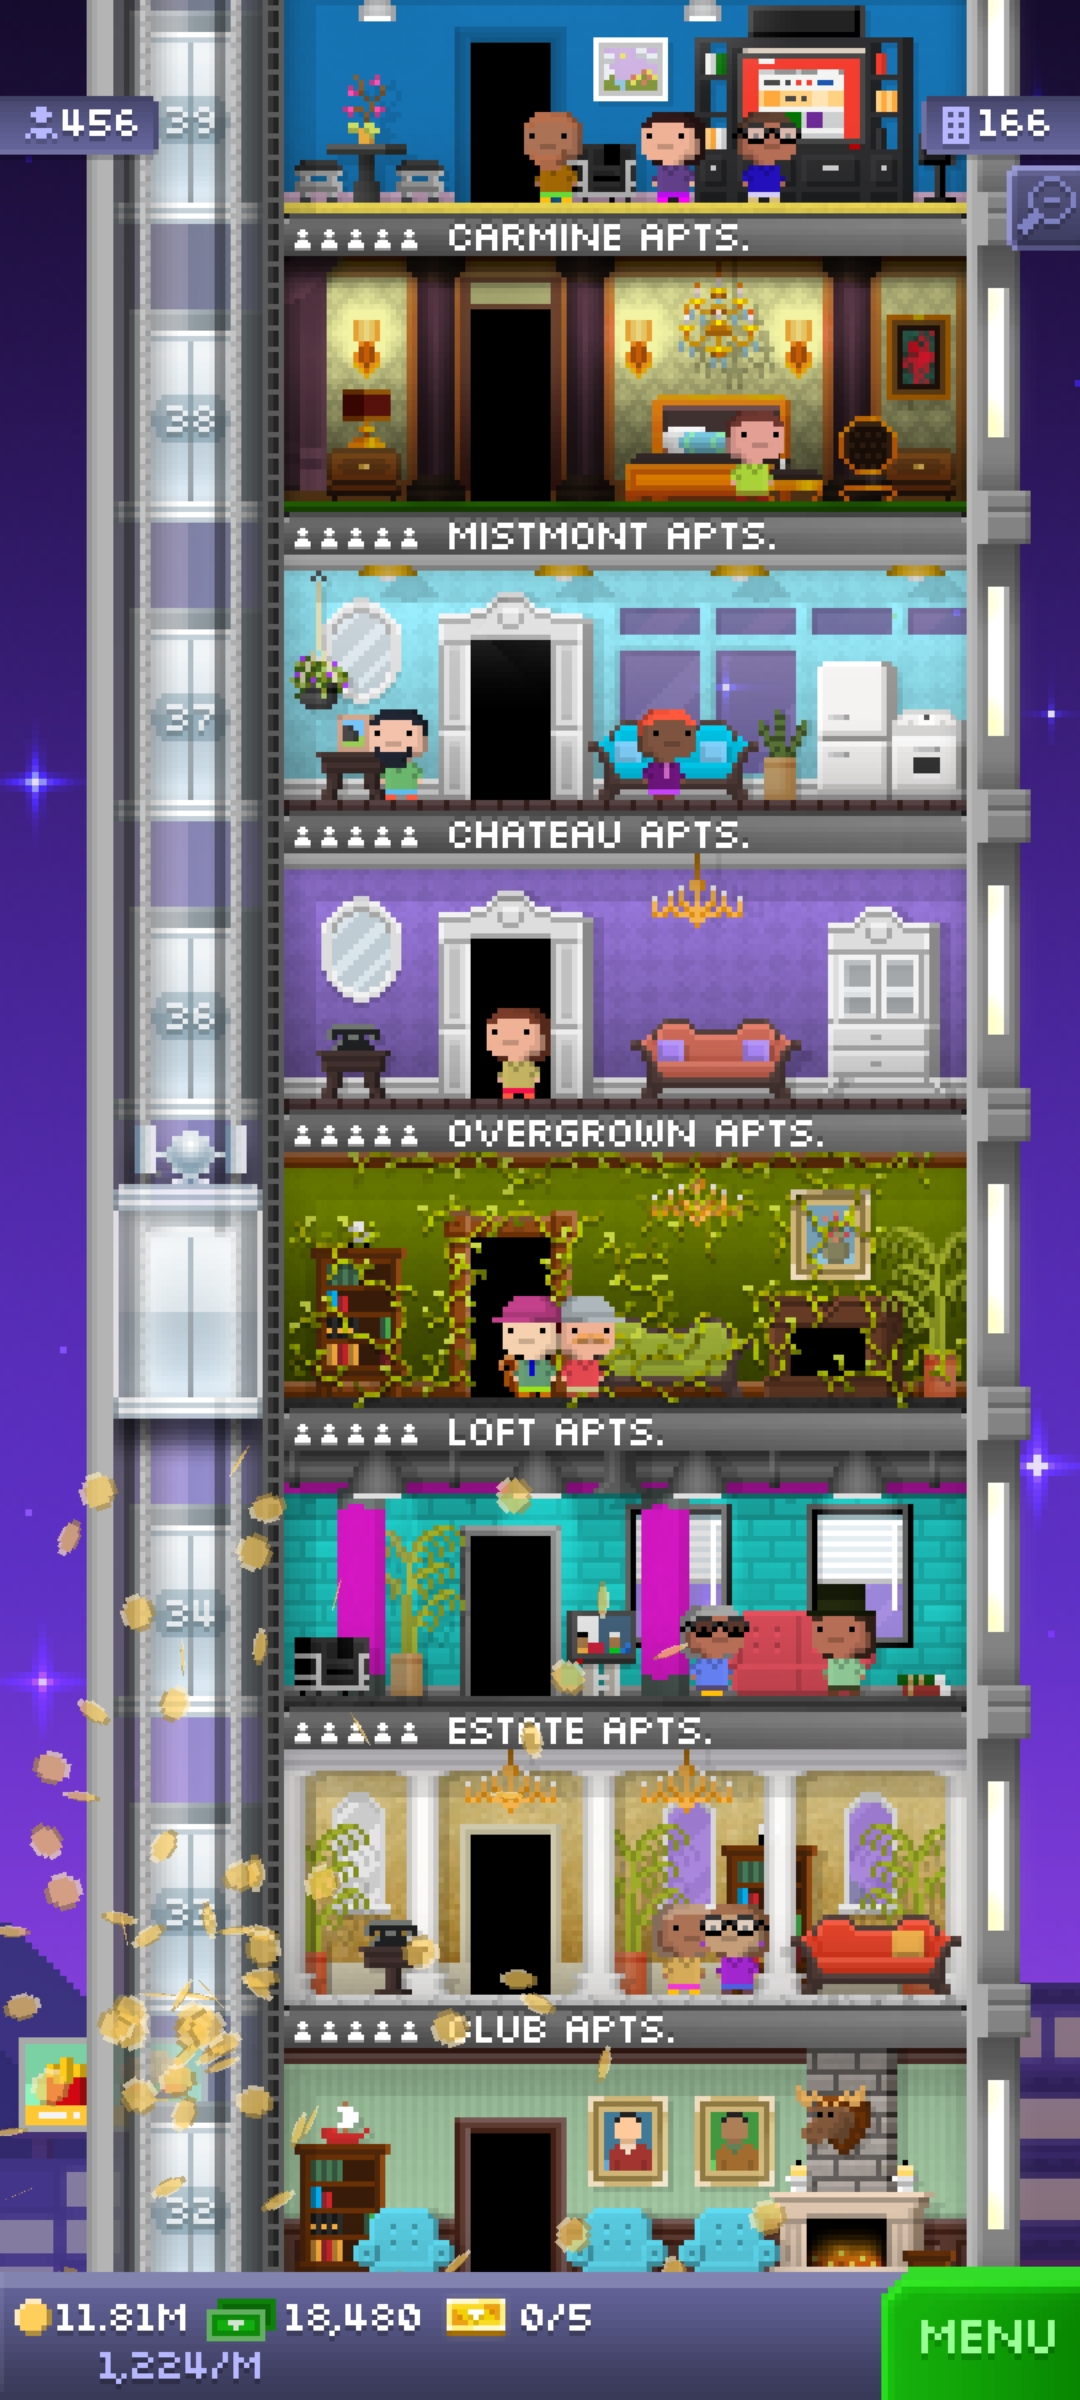 39
456
166
CARMINE APTS.
38
MISTMONT APTS.
37
CHATEAU APTS.
36
OVERGROWN APTS.
LOFT APTS.
34
ESTATE APTS.
33
CLUB APTS.
32
11.81M 18,480 0/5
1,224/M
MENU